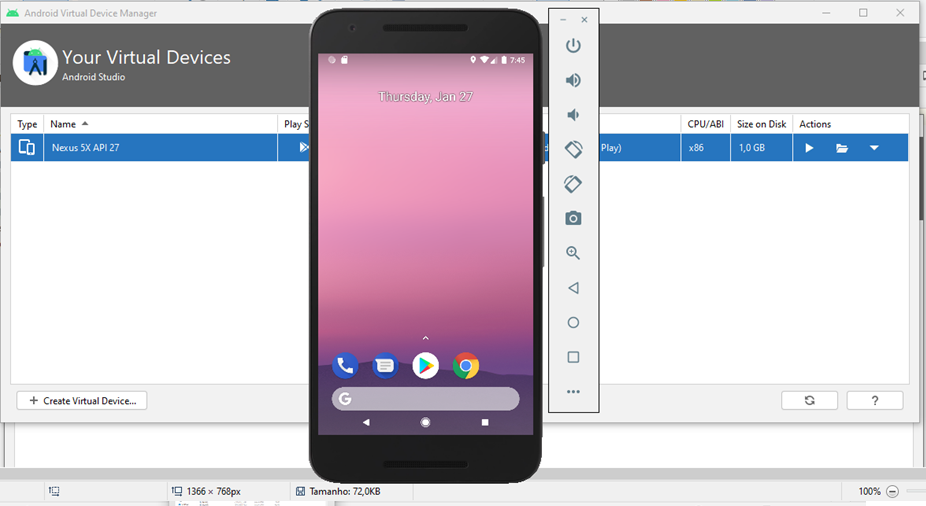 Android Virtual Device Manager
Your Virtual Devices
Android Studio
Type Name Play S CPU/ABI Size on Disk Actions
Nexus 5X API 27 Play) x86 1,0 GB
7:45
Thursday, Jan 27
G
+ Create Virtual Device...
?
1366 × 768px Tamanho: 72,0KB 100%